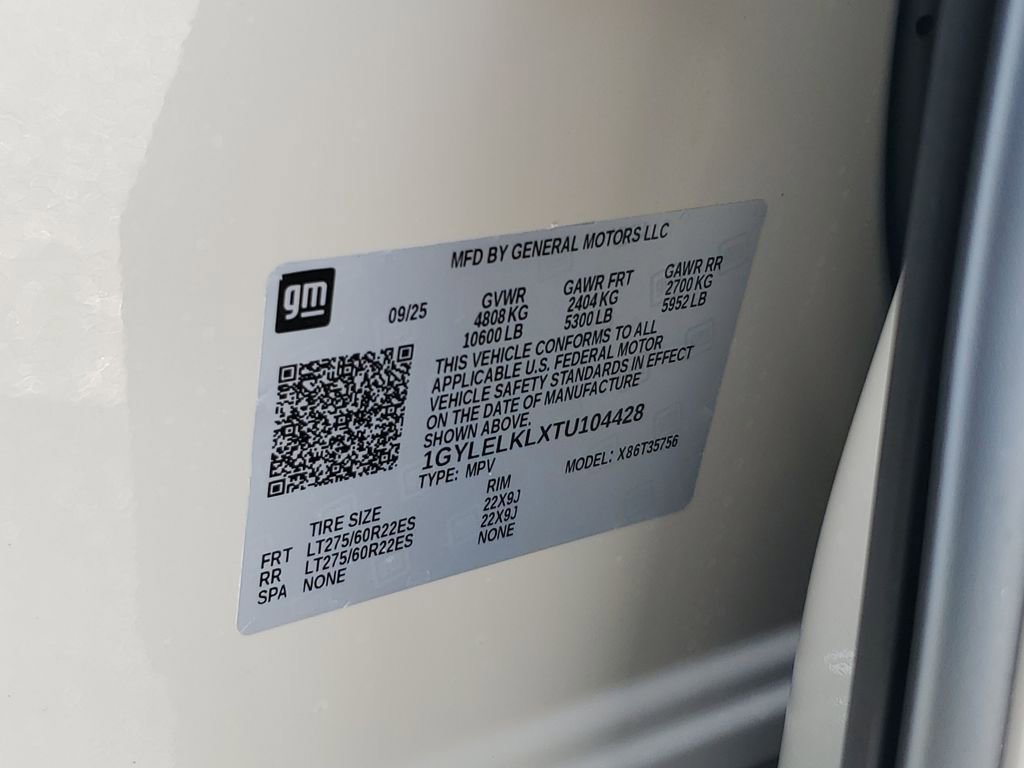 MFD BY GENERAL MOTORS LLC
gm
09/25
GVWR
4808 KG
10600 LB
GAWR FRT
2404 KG
5300 LB
GAWR RR
2700 KG
5952 LB
THIS VEHICLE CONFORMS TO ALL
APPLICABLE U.S. FEDERAL MOTOR
VEHICLE SAFETY STANDARDS IN EFFECT
ON THE DATE OF MANUFACTURE
SHOWN ABOVE.
1GYLELKLXTU104428
TYPE: MPV MODEL: X86T35756
TIRE SIZE RIM
FRT LT275/60R22ES 22X9J
RR LT275/60R22ES 22X9J
SPA NONE NONE